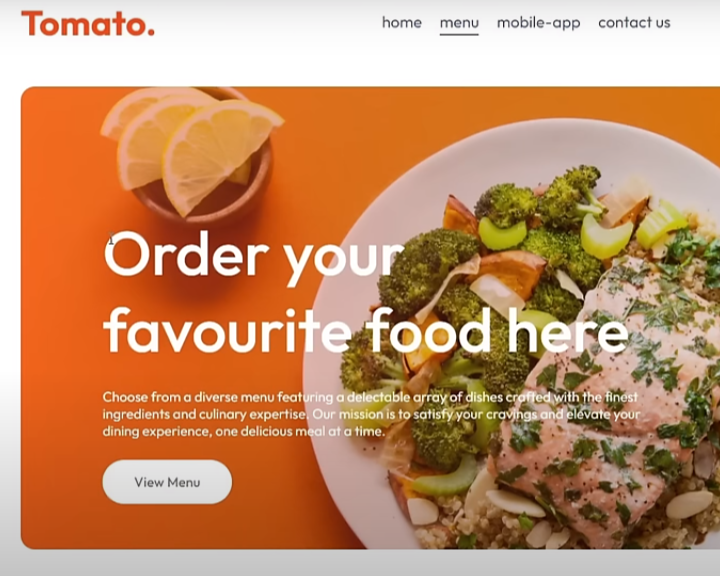 Tomato.
home menu mobile-app contact us
Order your
favourite food here
Choose from a diverse menu featuring a delectable array of dishes crafted with the finest
ingredients and culinary expertise. Our mission is to satisfy your cravings and elevate your
dining experience, one delicious meal at a time.
View Menu